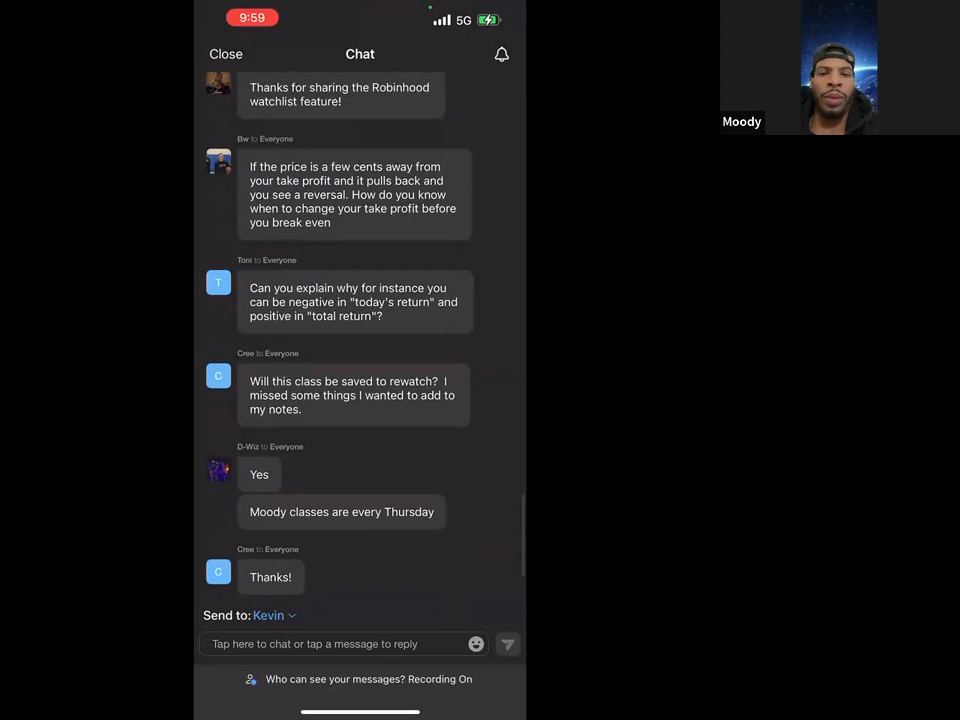 9:59
5G
Close
Chat
Thanks for sharing the Robinhood
watchlist feature!
Bw to Everyone
If the price is a few cents away from
your take profit and it pulls back and
you see a reversal. How do you know
when to change your take profit before
you break even
Toni to Everyone
T
Can you explain why for instance you
can be negative in "today's return" and
positive in "total return"?
Cree to Everyone
C
Will this class be saved to rewatch?  I
missed some things I wanted to add to
my notes.
D-Wiz to Everyone
Yes
Moody classes are every Thursday
Cree to Everyone
C
Thanks!
Send to: Kevin
Tap here to chat or tap a message to reply
Who can see your messages? Recording On
Moody